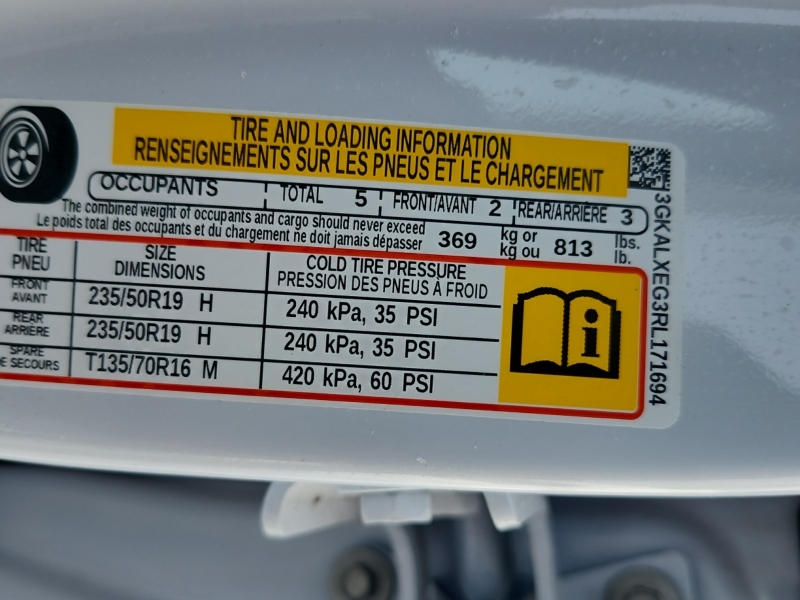 TIRE AND LOADING INFORMATION
RENSEIGNEMENTS SUR LES PNEUS ET LE CHARGEMENT
OCCUPANTS TOTAL 5 FRONT/AVANT 2 REAR/ARRIÈRE 3
The combined weight of occupants and cargo should never exceed
Le poids total des occupants et du chargement ne doit jamais dépasser
369 kg or kg ou 813 lbs. lb.
TIRE PNEU SIZE DIMENSIONS COLD TIRE PRESSURE PRESSION DES PNEUS À FROID
FRONT AVANT 235/50R19 H 240 kPa, 35 PSI
REAR ARRIÈRE 235/50R19 H 240 kPa, 35 PSI
SPARE DE SECOURS T135/70R16 M 420 kPa, 60 PSI
3GKALXEG3RL171694